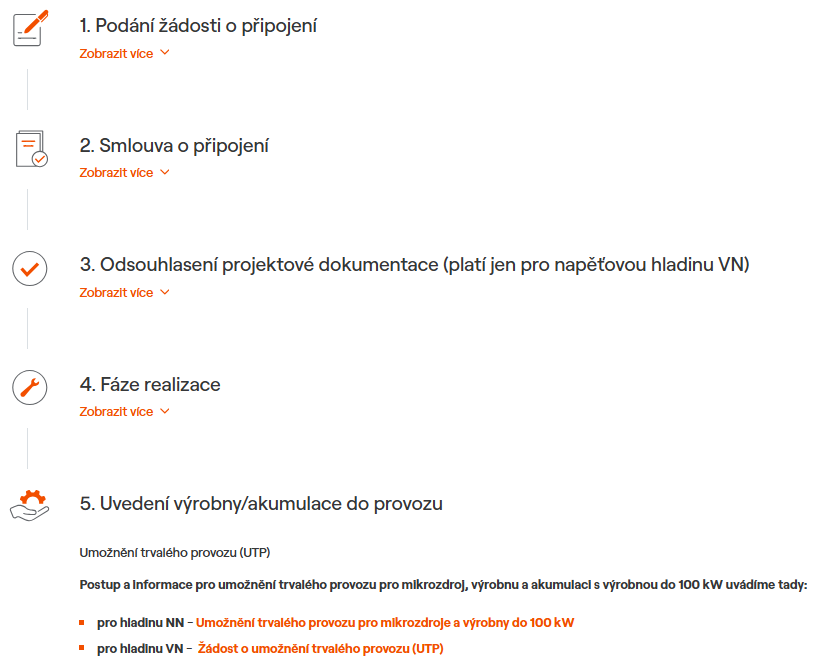 1. Podání žádosti o připojení
Zobrazit více
2. Smlouva o připojení
Zobrazit více
3. Odsouhlasení projektové dokumentace (platí jen pro napěťovou hladinu VN)
Zobrazit více
4. Fáze realizace
Zobrazit více
5. Uvedení výrobny/akumulace do provozu
Umožnění trvalého provozu (UTP)
Postup a informace pro umožnění trvalého provozu pro mikrozdroj, výrobnu a akumulaci s výrobnou do 100 kW uvádíme tady:
pro hladinu NN – Umožnění trvalého provozu pro mikrozdroje a výrobny do 100 kW
pro hladinu VN – Žádost o umožnění trvalého provozu (UTP)